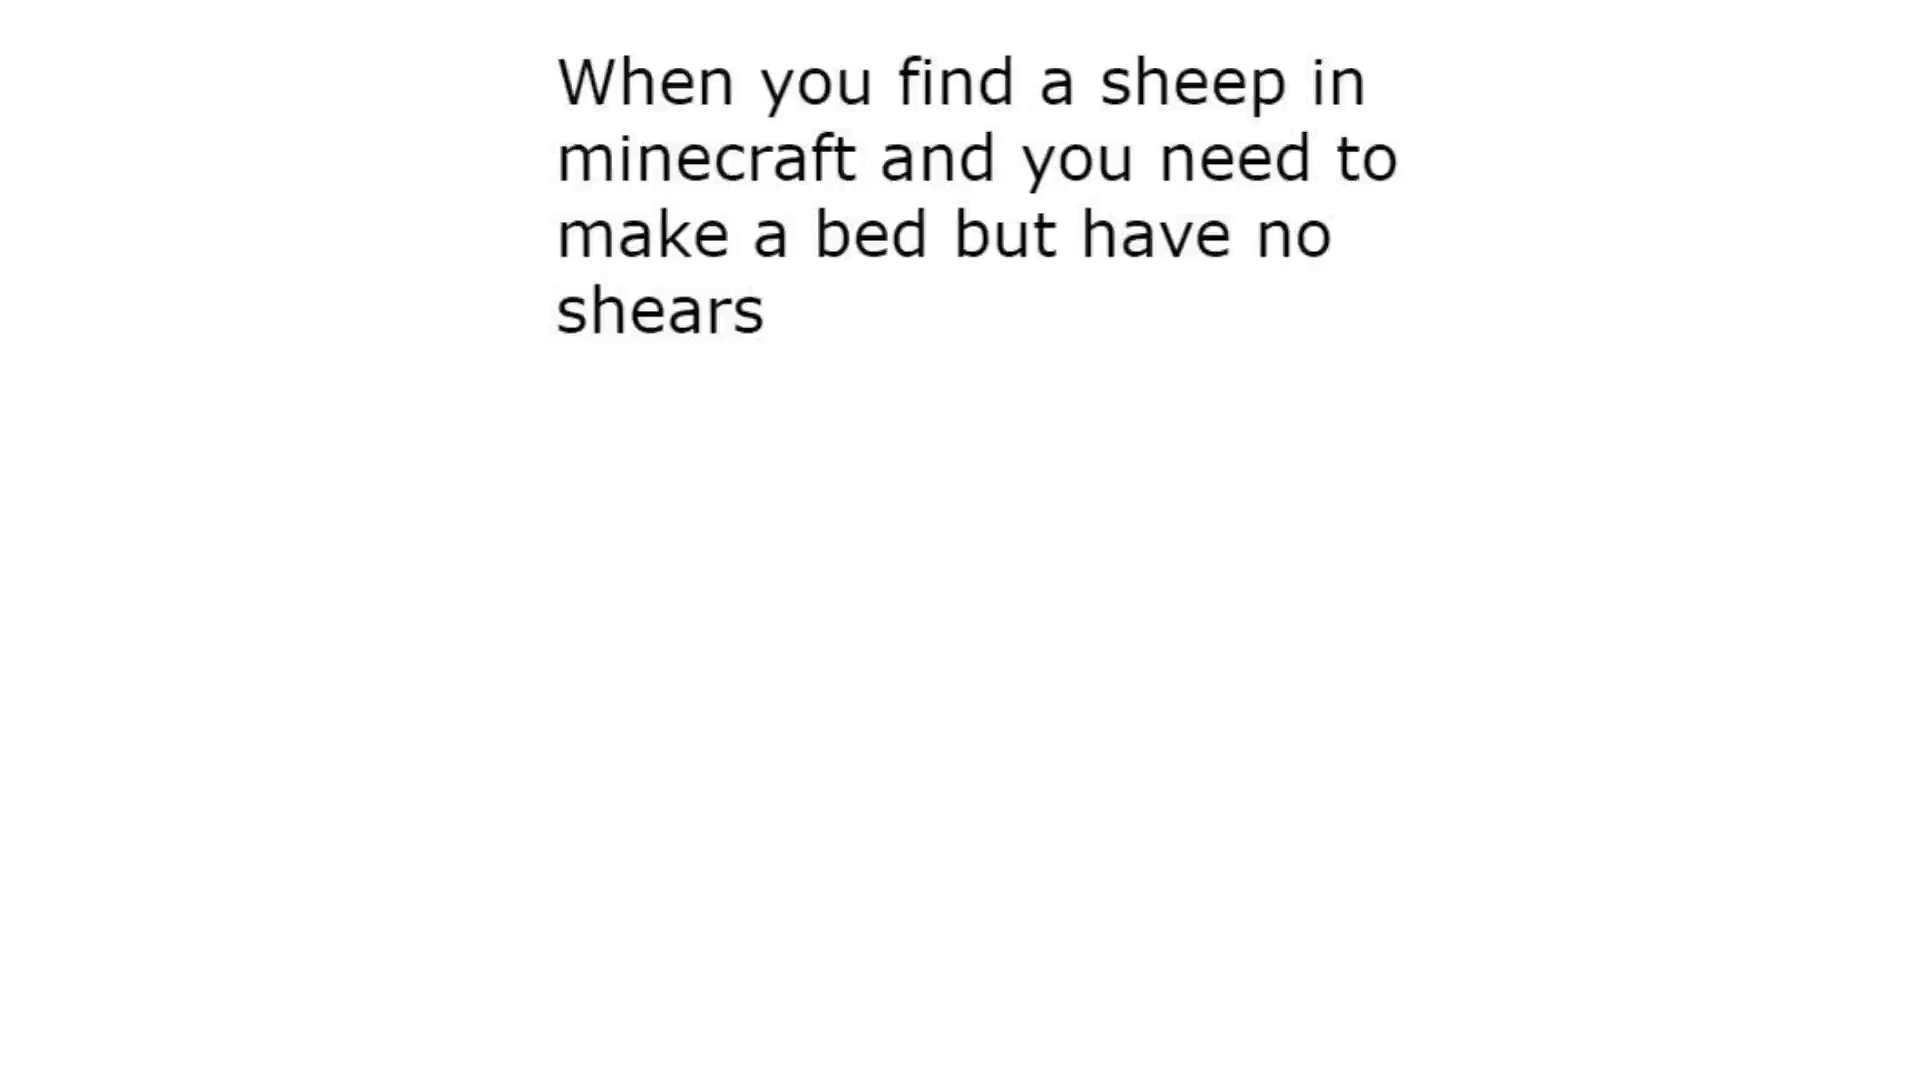 When you find a sheep in
minecraft and you need to
make a bed but have no
shears